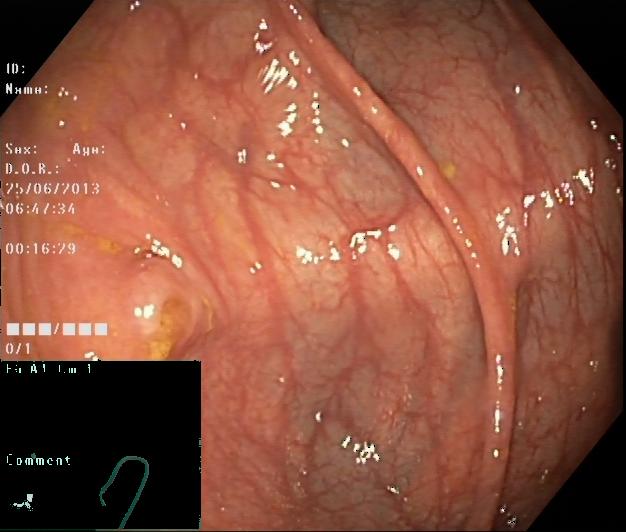 ID:
Name:
Sex: Age:
D.O.R.:
25/06/2013
06:47:34
00:16:29
0/1
Comment